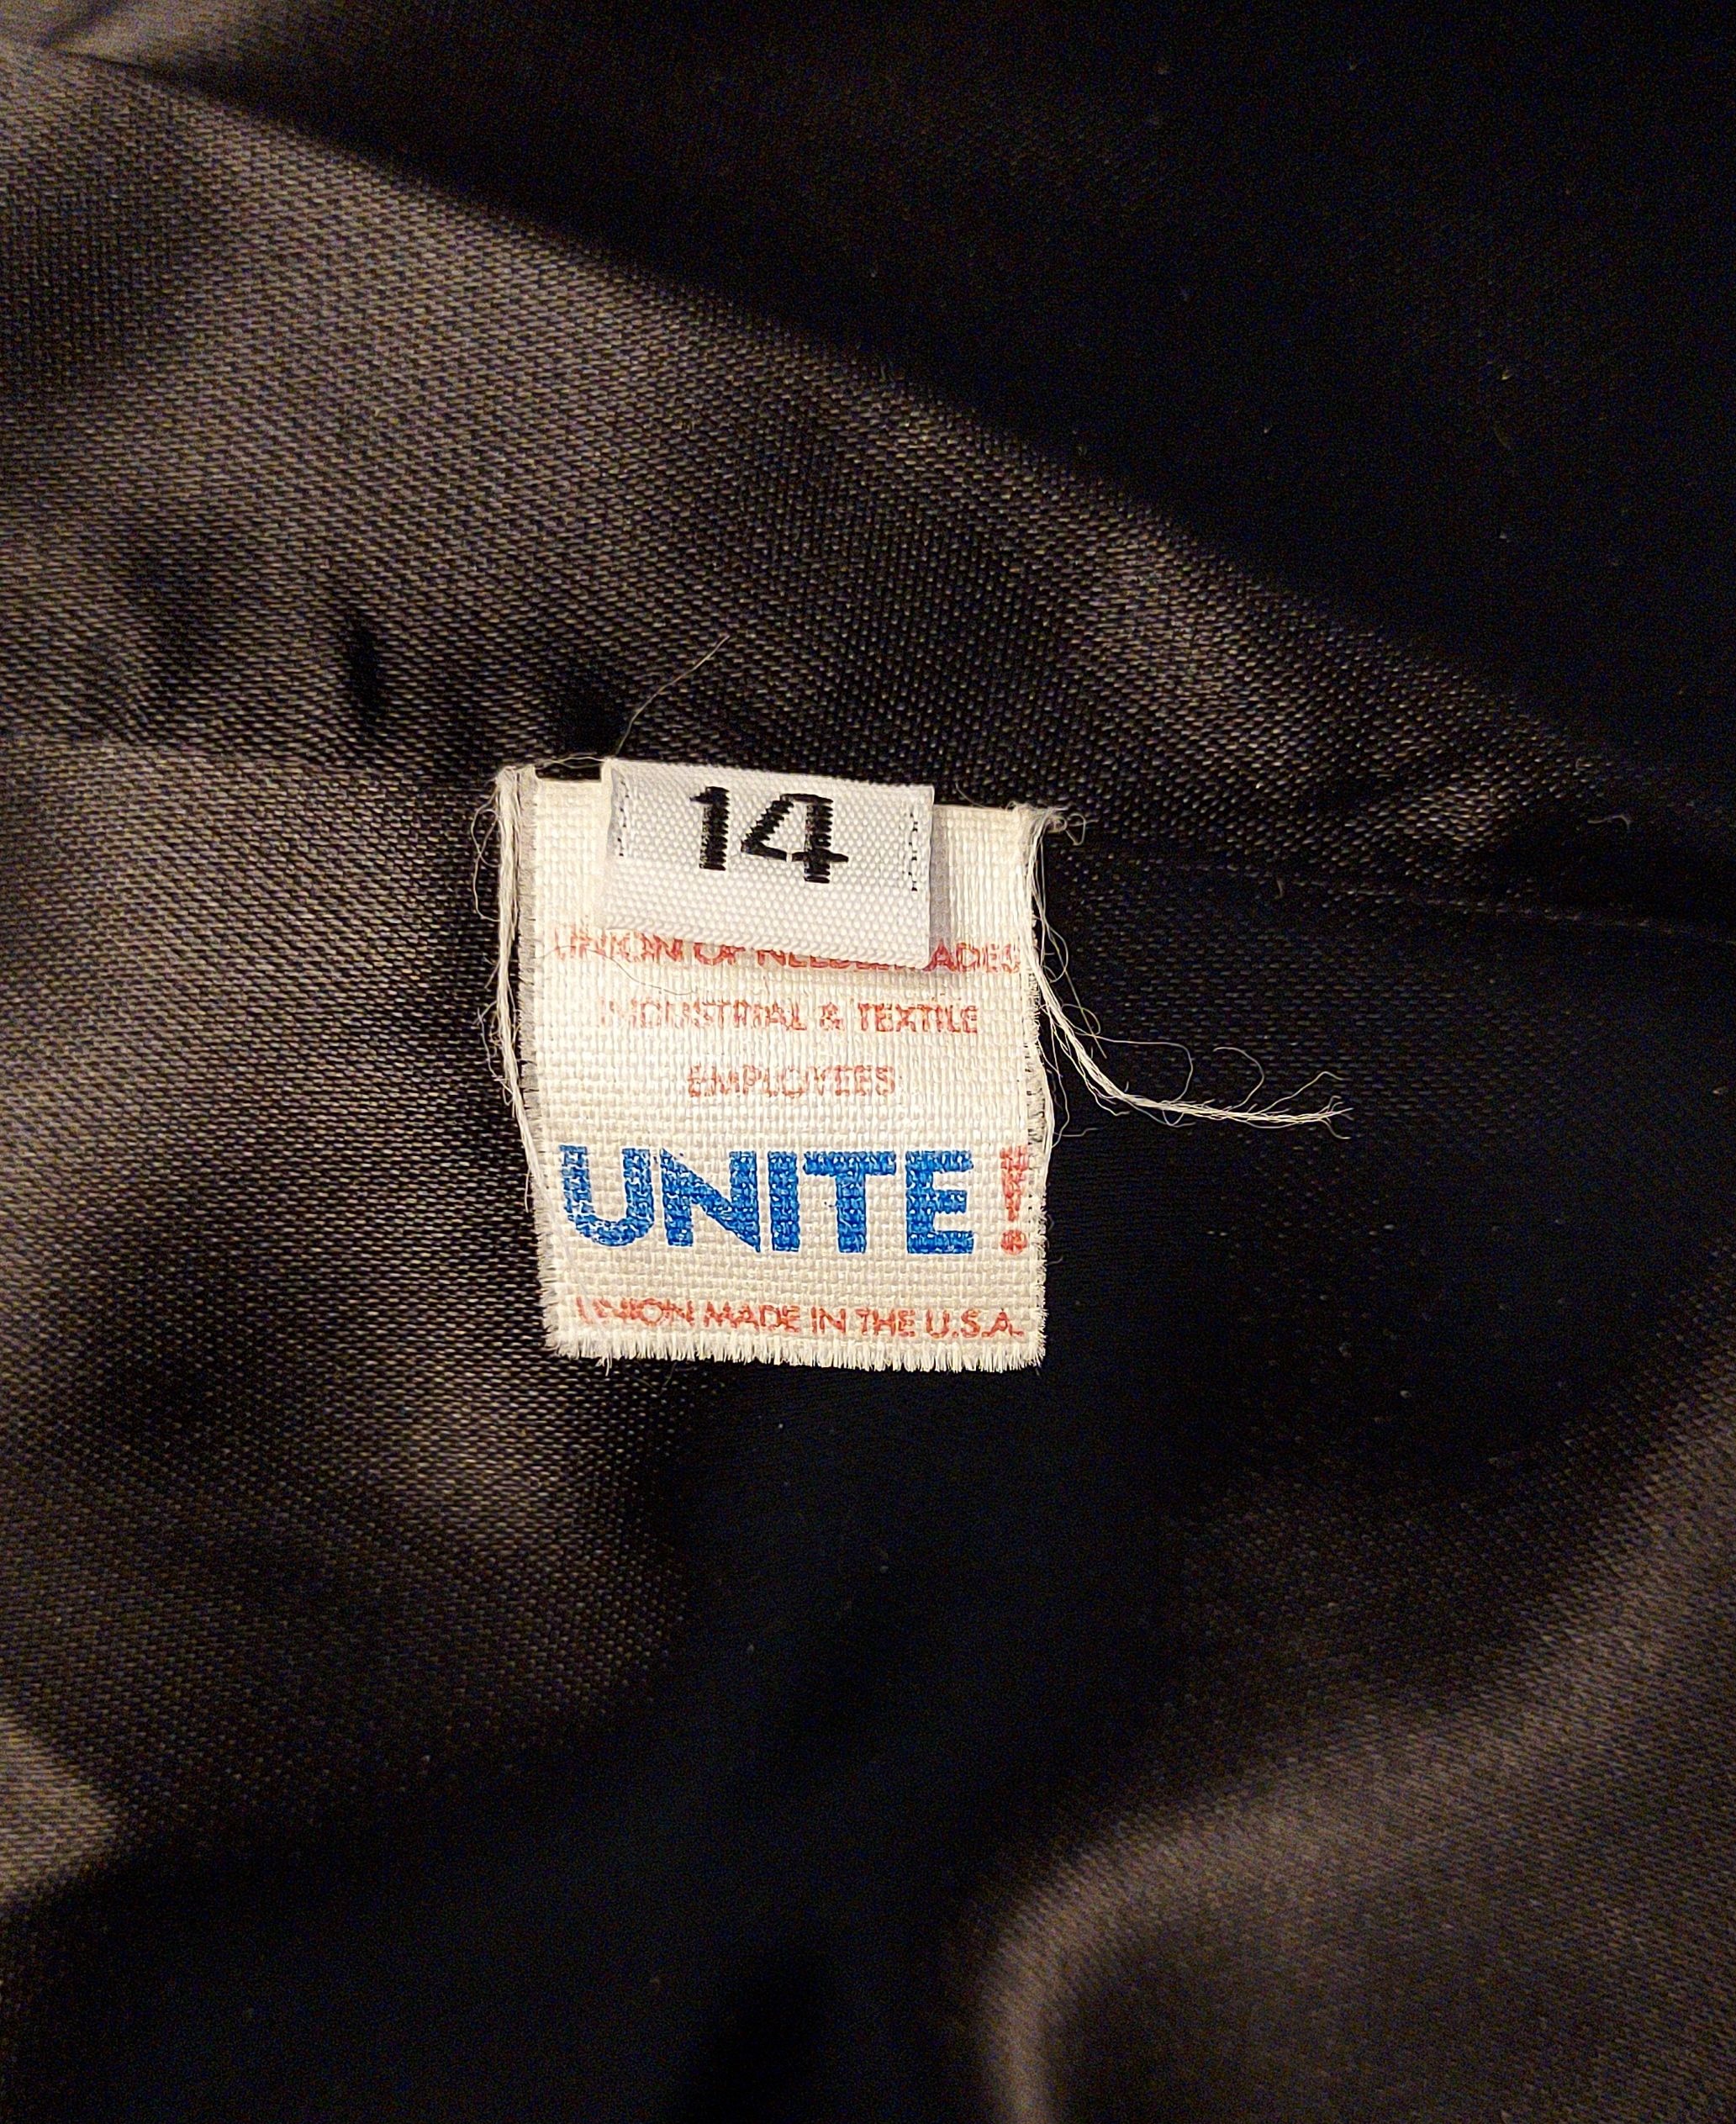 14
UNION OF NEEDLETRADES
INDUSTRIAL & TEXTILE
EMPLOYEES
UNITE!
UNION MADE IN THE U.S.A.